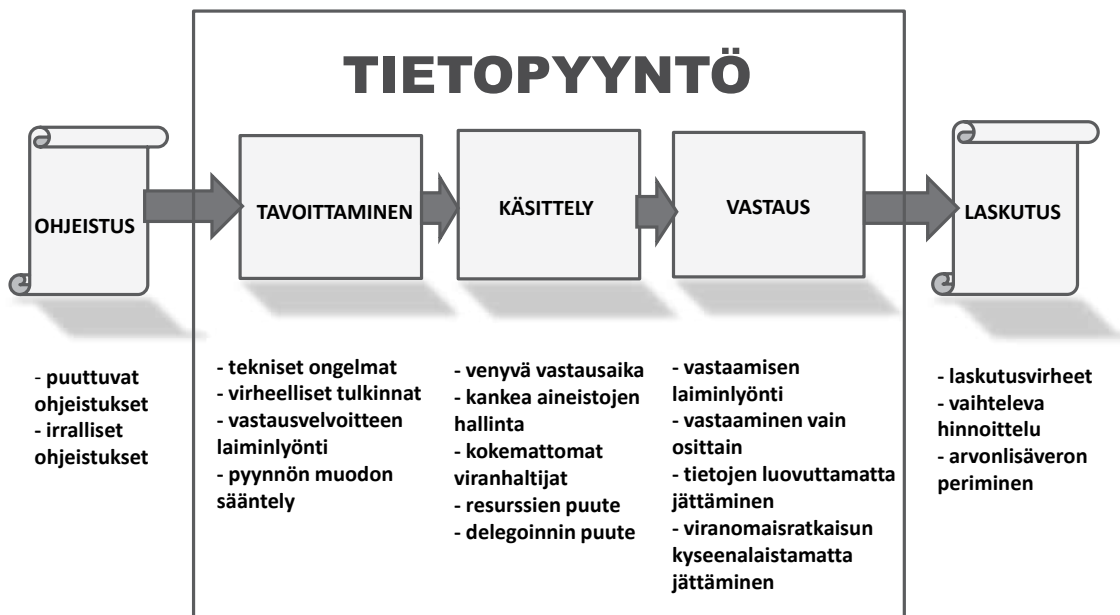 TIETOPYYNTÖ
OHJEISTUS
TAVOITTAMINEN
KÄSITTELY
VASTAUS
LASKUTUS
- puuttuvat
ohjeistukset
- irralliset
ohjeistukset
- tekniset ongelmat
- virheelliset tulkinnat
- vastausvelvoitteen
laiminlyönti
- pyynnön muodon
sääntely
- venyvä vastausaika
- kankea aineistojen
hallinta
- kokemattomat
viranhaltijat
- resurssien puute
- delegoinnin puute
- vastaamisen
laiminlyönti
- vastaaminen vain
osittain
- tietojen luovuttamatta
jättäminen
- viranomaisratkaisun
kyseenalaistamatta
jättäminen
- laskutusvirheet
- vaihteleva
hinnoittelu
- arvonlisäveron
periminen